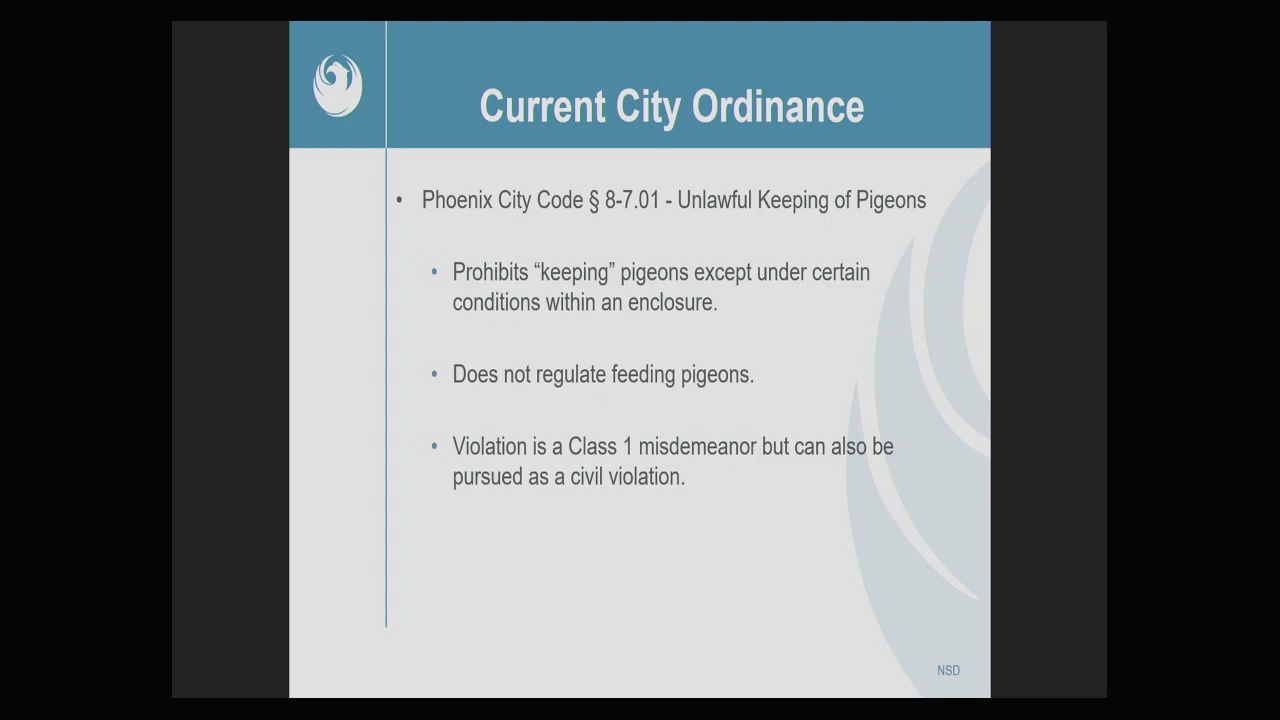 Current City Ordinance
• Phoenix City Code § 8-7.01 - Unlawful Keeping of Pigeons
• Prohibits “keeping” pigeons except under certain
conditions within an enclosure.
• Does not regulate feeding pigeons.
• Violation is a Class 1 misdemeanor but can also be
pursued as a civil violation.
NSD